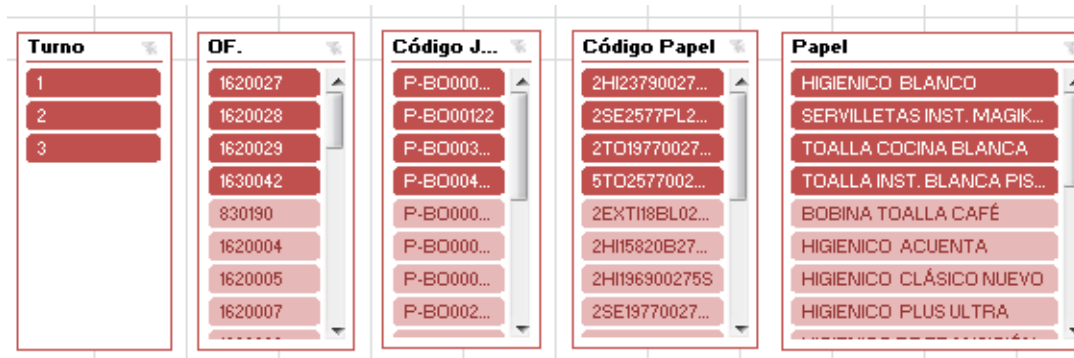 Turno
1
2
3
OF.
1620027
1620028
1620029
1630042
830190
1620004
1620005
1620007
Código J...
P-BO000...
P-BO00122
P-BO003...
P-BO004...
P-BO000...
P-BO000...
P-BO000...
P-BO002...
Código Papel
2HI23790027...
2SE2577PL2...
2TO19770027...
5TO2577002...
2EXTI18BL02...
2HI15820B27...
2HI196900275S
2SE19770027...
Papel
HIGIENICO BLANCO
SERVILLETAS INST. MAGIK...
TOALLA COCINA BLANCA
TOALLA INST. BLANCA PIS...
BOBINA TOALLA CAFÉ
HIGIENICO ACUENTA
HIGIENICO CLÁSICO NUEVO
HIGIENICO PLUS ULTRA